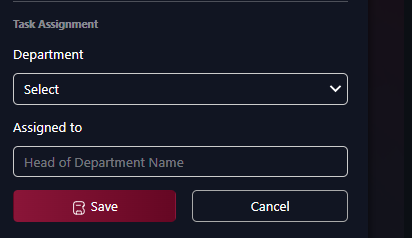 Task Assignment
Department
Select
Assigned to
Head of Department Name
Save
Cancel